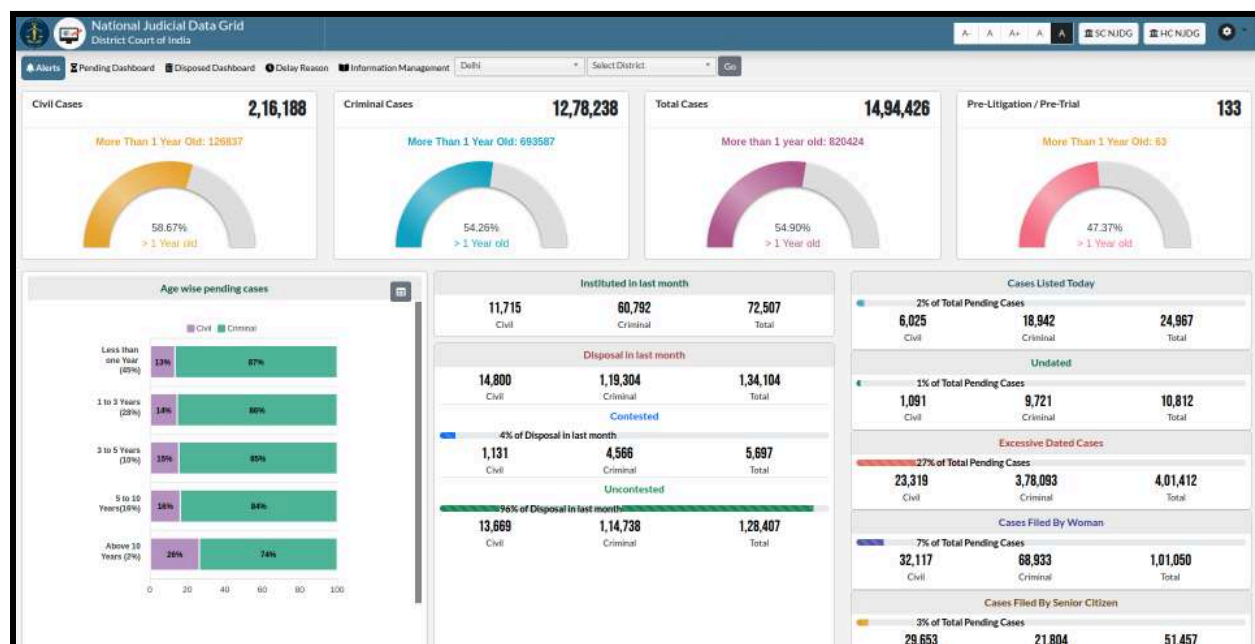 National Judicial Data Grid
District Court of India
A- A A+ A A SC NJDG HC NJDG
Alerts Pending Dashboard Disposed Dashboard Delay Reason Information Management Delhi Select District Go
Civil Cases 2,16,188
More Than 1 Year Old: 126837
58.67%
> 1 Year old
Criminal Cases 12,78,238
More Than 1 Year Old: 693587
54.26%
> 1 Year old
Total Cases 14,94,426
More than 1 year old: 820424
54.90%
> 1 Year old
Pre-Litigation / Pre-Trial 133
More Than 1 Year Old: 63
47.37%
> 1 Year old
Age wise pending cases
Civil Criminal
Less than
one Year
(45%)
13% 87%
1 to 3 Years
(28%)
14% 86%
3 to 5 Years
(10%)
15% 85%
5 to 10
Years(16%)
16% 84%
Above 10
Years (2%)
26% 74%
0 20 40 60 80 100
Instituted in last month
11,715 60,792 72,507
Civil Criminal Total
Disposal in last month
14,800 1,19,304 1,34,104
Civil Criminal Total
Contested
4% of Disposal in last month
1,131 4,566 5,697
Civil Criminal Total
Uncontested
96% of Disposal in last month
13,669 1,14,738 1,28,407
Civil Criminal Total
Cases Listed Today
2% of Total Pending Cases
6,025 18,942 24,967
Civil Criminal Total
Undated
1% of Total Pending Cases
1,091 9,721 10,812
Civil Criminal Total
Excessive Dated Cases
27% of Total Pending Cases
23,319 3,78,093 4,01,412
Civil Criminal Total
Cases Filed By Woman
7% of Total Pending Cases
32,117 68,933 1,01,050
Civil Criminal Total
Cases Filed By Senior Citizen
3% of Total Pending Cases
29,653 21,804 51,457